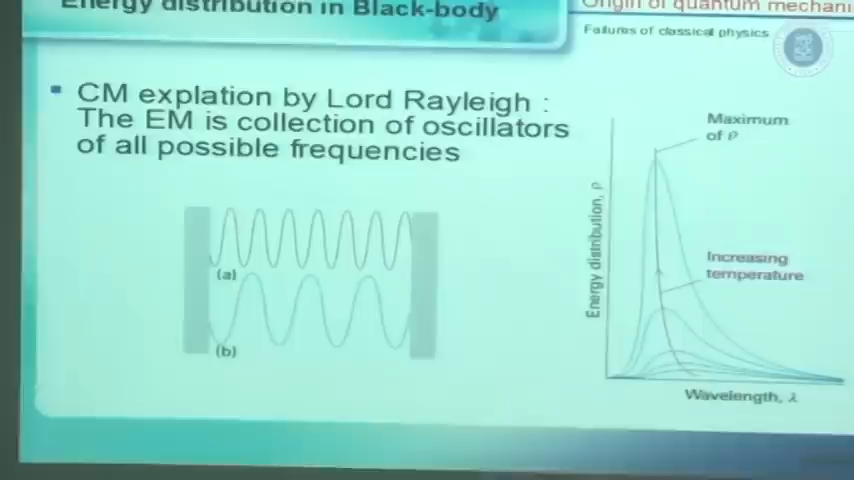 Energy distribution in Black-body
Origin of quantum mechani
Failures of classical physics
▪ CM explation by Lord Rayleigh :
The EM is collection of oscillators
of all possible frequencies
(a)
(b)
Maximum
of ρ
Increasing
temperature
Energy distribution, ρ
Wavelength, λ